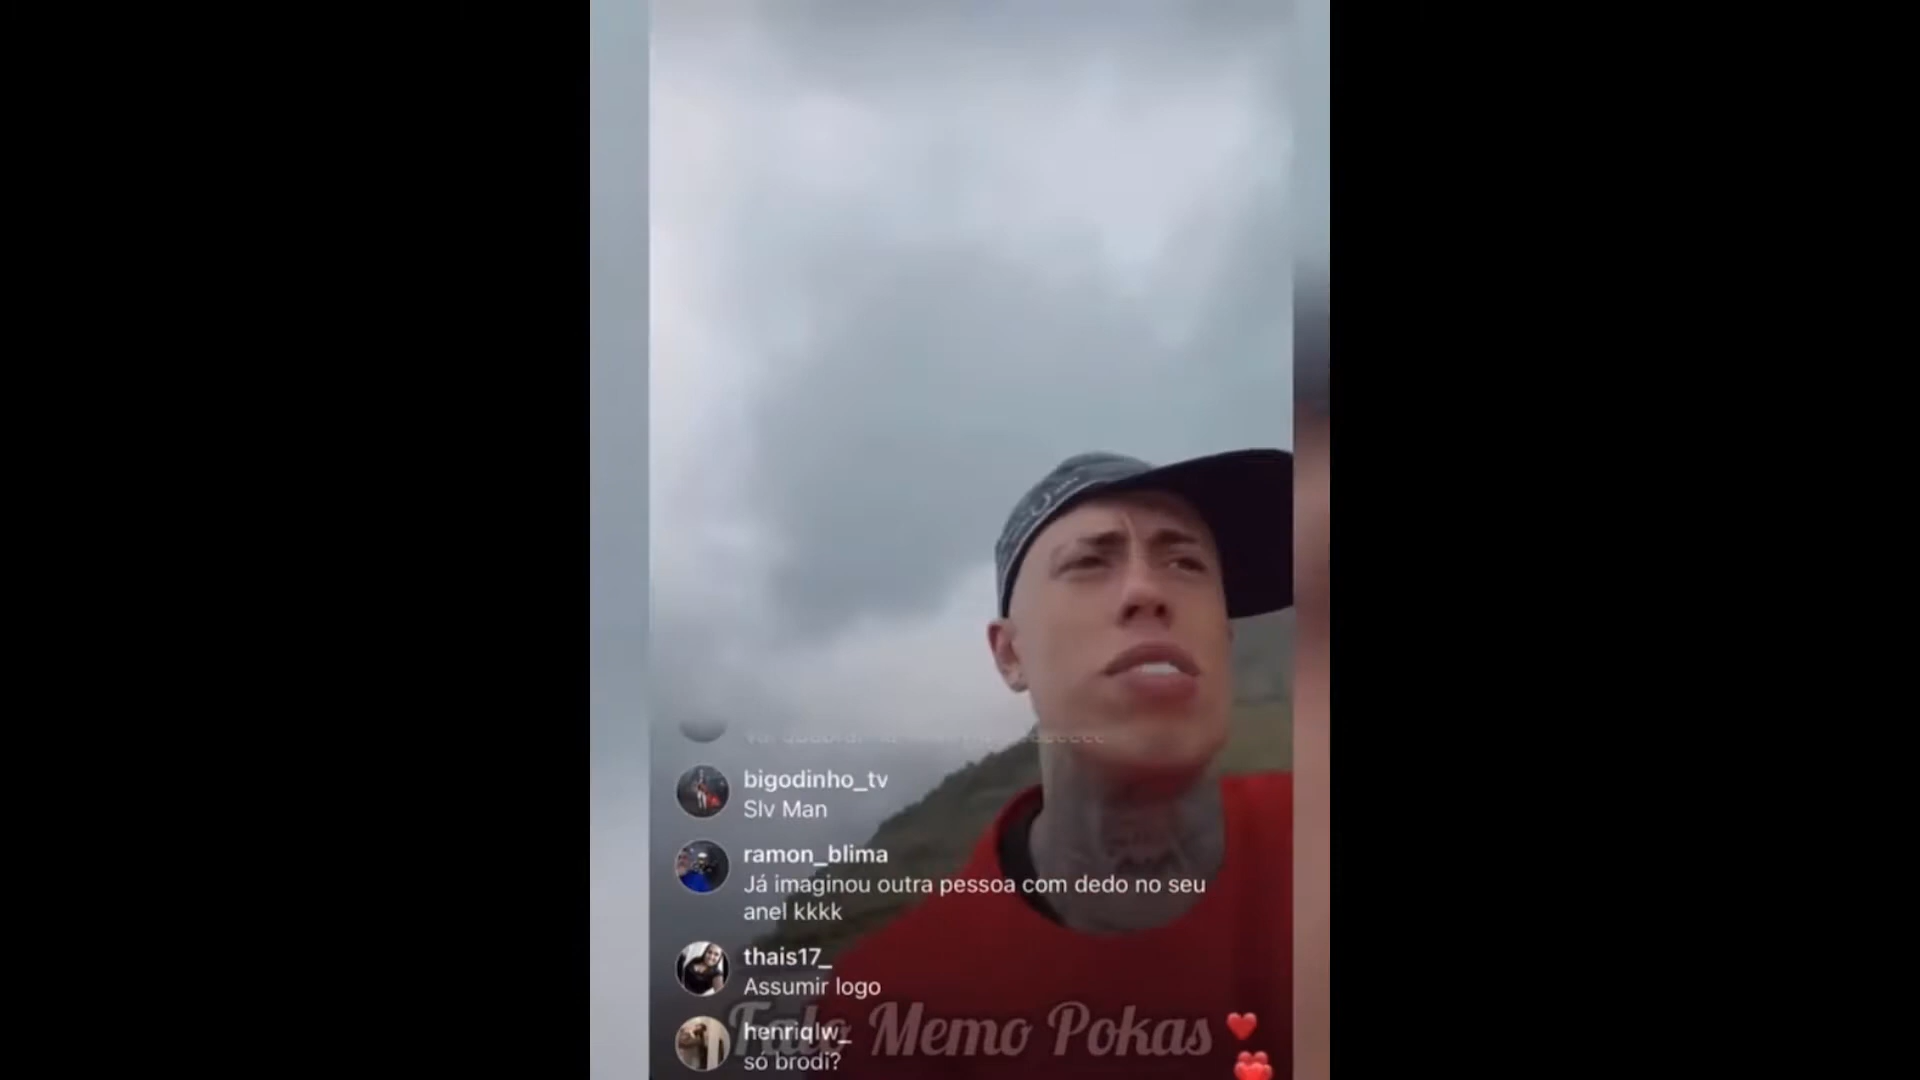 bigodinho_tv
Slv Man
ramon_blima
Já imaginou outra pessoa com dedo no seu
anel kkkk
thais17_
Assumir logo
Falo Memo Pokas
henriqlw_
só brodi?